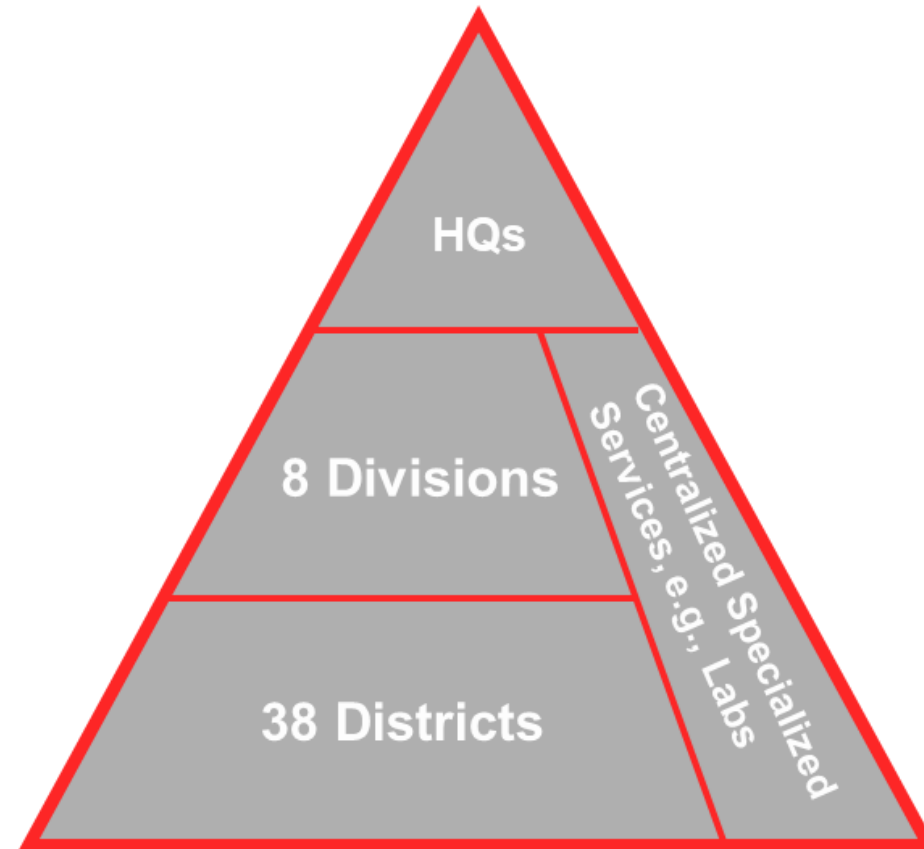 HQs
8 Divisions
Centralized Specialized
Services, e.g., Labs
38 Districts